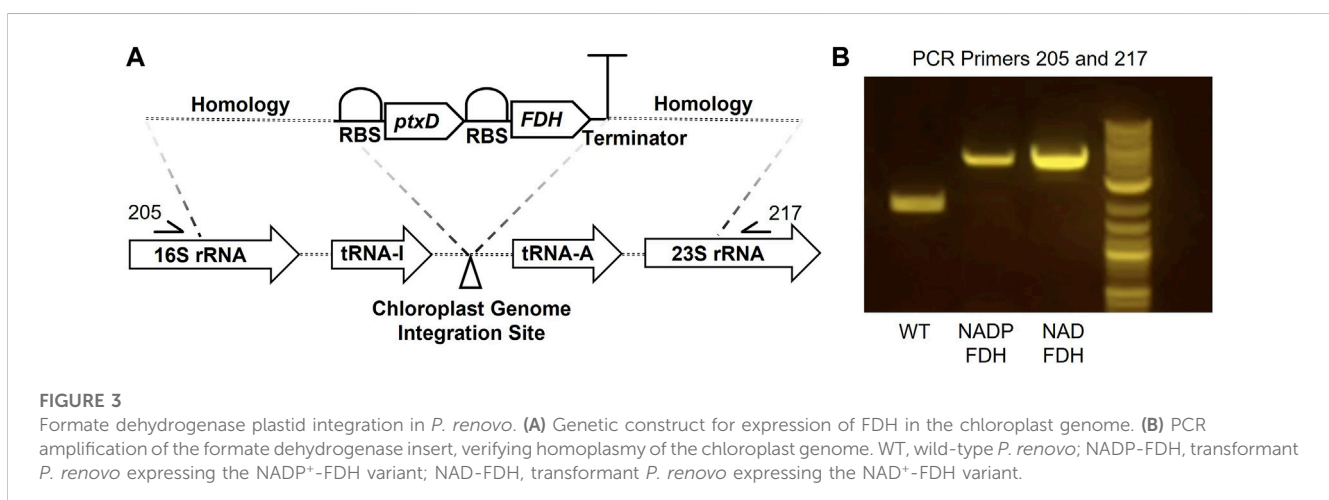 A
Homology
Homology
RBS
ptxD
RBS
FDH
Terminator
205
217
16S rRNA
tRNA-I
tRNA-A
23S rRNA
Chloroplast Genome
Integration Site
B
PCR Primers 205 and 217
WT
NADP
FDH
NAD
FDH
FIGURE 3
Formate dehydrogenase plastid integration in P. renovo. (A) Genetic construct for expression of FDH in the chloroplast genome. (B) PCR
amplification of the formate dehydrogenase insert, verifying homoplasmy of the chloroplast genome. WT, wild-type P. renovo; NADP-FDH, transformant
P. renovo expressing the NADP⁺-FDH variant; NAD-FDH, transformant P. renovo expressing the NAD⁺-FDH variant.